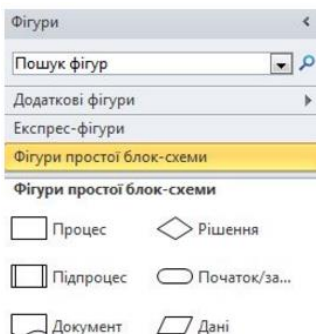 Фігури
Пошук фігур
Додаткові фігури
Експрес-фігури
Фігури простої блок-схеми
Фігури простої блок-схеми
Процес Рішення
Підпроцес Початок/за...
Документ Дані